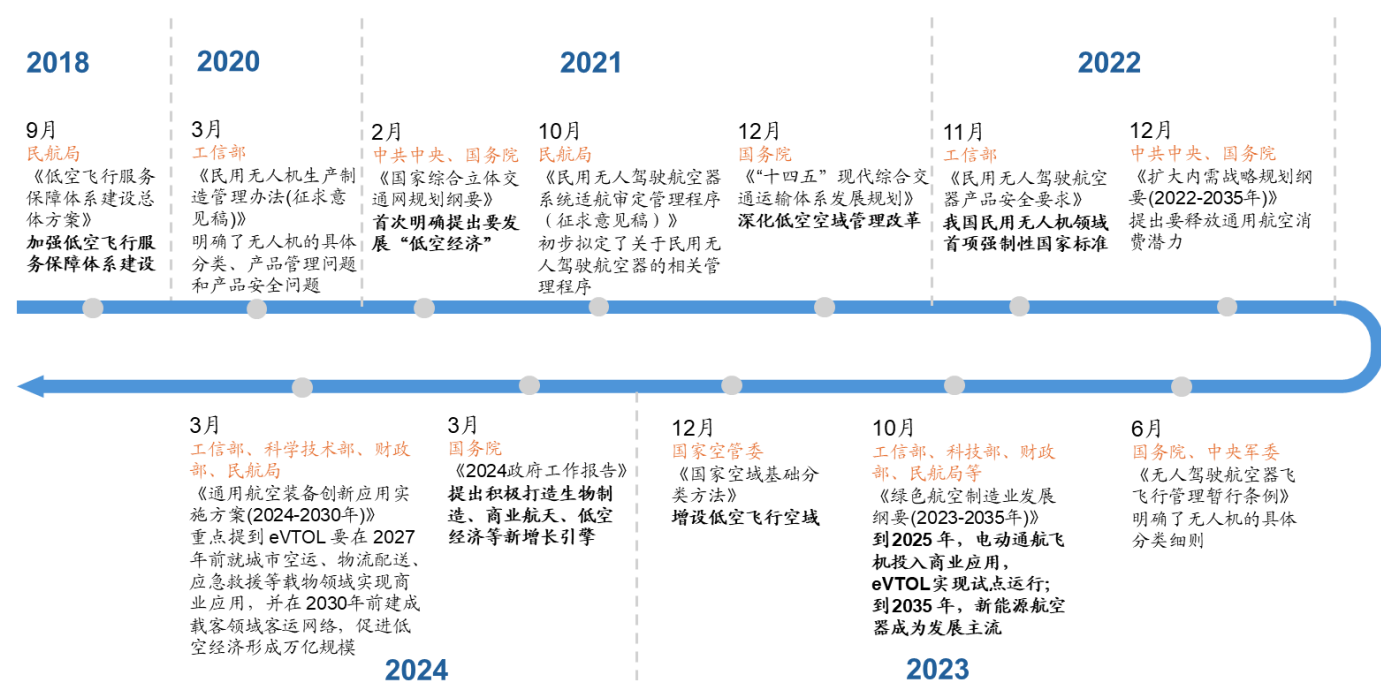 2018
9月
民航局
《低空飞行服务
保障体系建设总
体方案》
加强低空飞行服
务保障体系建设
2020
3月
工信部
《民用无人机生产制
造管理办法(征求意
见稿)》
明确了无人机的具体
分类、产品管理问题
和产品安全问题
2021
2月
中共中央、国务院
《国家综合立体交
通网规划纲要》
首次明确提出要发
展“低空经济”
10月
民航局
《民用无人驾驶航空器
系统适航审定管理程序
（征求意见稿）》
初步拟定了关于民用无
人驾驶航空器的相关管
理程序
12月
国务院
《“十四五”现代综合交
通运输体系发展规划》
深化低空空域管理改革
2022
11月
工信部
《民用无人驾驶航空
器产品安全要求》
我国民用无人机领域
首项强制性国家标准
12月
中共中央、国务院
《扩大内需战略规划纲
要(2022-2035年)》
提出要释放通用航空消
费潜力
6月
国务院、中央军委
《无人驾驶航空器飞
飞行管理暂行条例》
明确了无人机的具体
分类细则
10月
工信部、科技部、财政
部、民航局等
《绿色航空制造业发展
纲要(2023-2035年)》
到2025年，电动通航飞
机投入商业应用，
eVTOL实现试点运行；
到2035年，新能源航空
器成为发展主流
12月
国家空管委
《国家空域基础分
类方法》
增设低空飞行空域
2023
3月
国务院
《2024政府工作报告》
提出积极打造生物制
造、商业航天、低空
经济等新增长引擎
3月
工信部、科学技术部、财政
部、民航局
《通用航空装备创新应用实
施方案(2024-2030年)》
重点提到 eVTOL 要在 2027
年前就城市空运、物流配送、
应急救援等载物领域实现商
业应用，并在 2030年前建成
载客领域客运网络，促进低
空经济形成万亿规模
2024